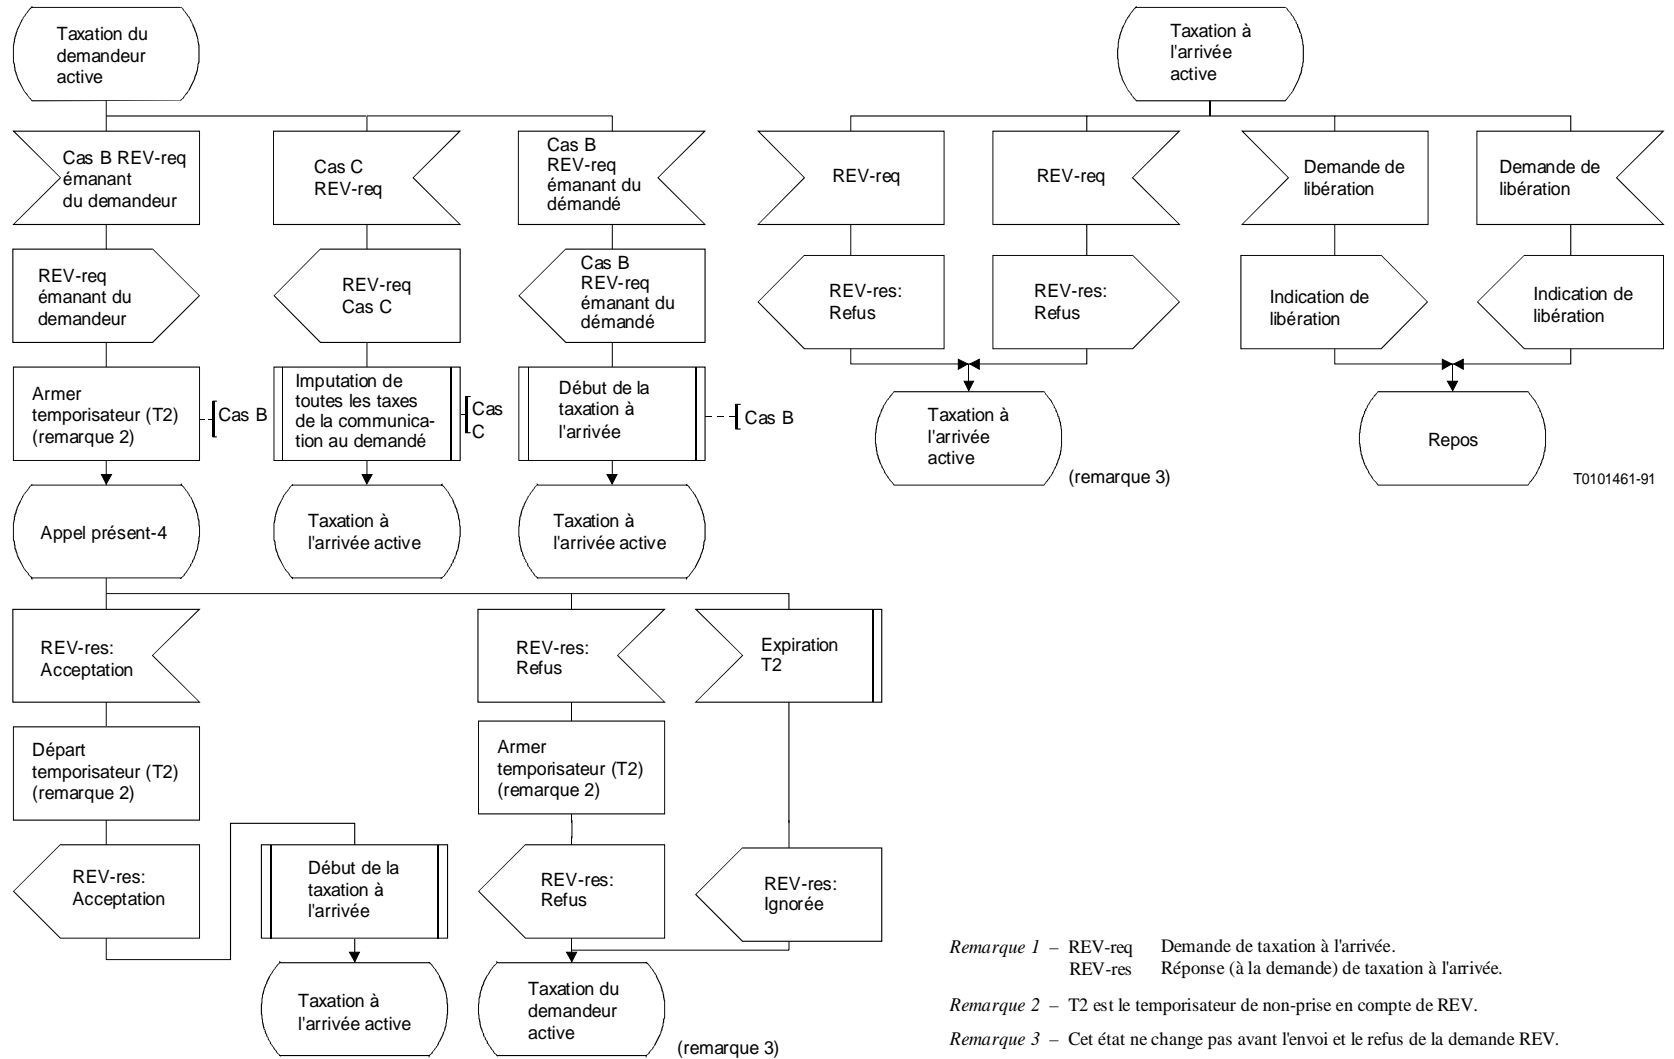 Taxation du
demandeur
active
Cas B REV-req
émanant
du demandeur
Cas C
REV-req
Cas B
REV-req
émanant du
démandé
REV-req
émanant du
demandeur
REV-req
Cas C
Cas B
REV-req
émanant du
démandé
Armer
temporisateur (T2)
(remarque 2)
Cas B
Imputation de
toutes les taxes
de la communica-
tion au demandé
Cas
C
Début de la
taxation à
l'arrivée
Cas B
Appel présent-4
Taxation à
l'arrivée active
Taxation à
l'arrivée active
REV-res:
Acceptation
REV-res:
Refus
Expiration
T2
Départ
temporisateur (T2)
(remarque 2)
Armer
temporisateur (T2)
(remarque 2)
REV-res:
Acceptation
Début de la
taxation à
l'arrivée
REV-res:
Refus
REV-res:
Ignorée
Taxation à
l'arrivée active
Taxation du
demandeur
active
(remarque 3)
Taxation à
l'arrivée
active
REV-req
REV-req
Demande de
libération
Demande de
libération
REV-res:
Refus
REV-res:
Refus
Indication de
libération
Indication de
libération
Taxation à
l'arrivée
active
(remarque 3)
Repos
T0101461-91
Remarque 1 – REV-req Demande de taxation à l'arrivée.
REV-res Réponse (à la demande) de taxation à l'arrivée.
Remarque 2 – T2 est le temporisateur de non-prise en compte de REV.
Remarque 3 – Cet état ne change pas avant l'envoi et le refus de la demande REV.